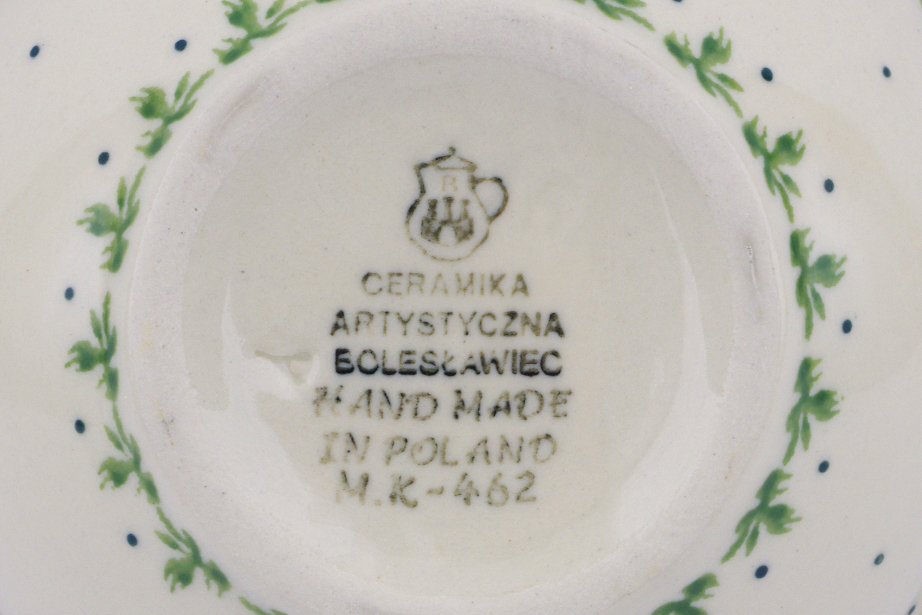 B
CERAMIKA
ARTYSTYCZNA
BOLESŁAWIEC
HAND MADE
IN POLAND
M.K-462